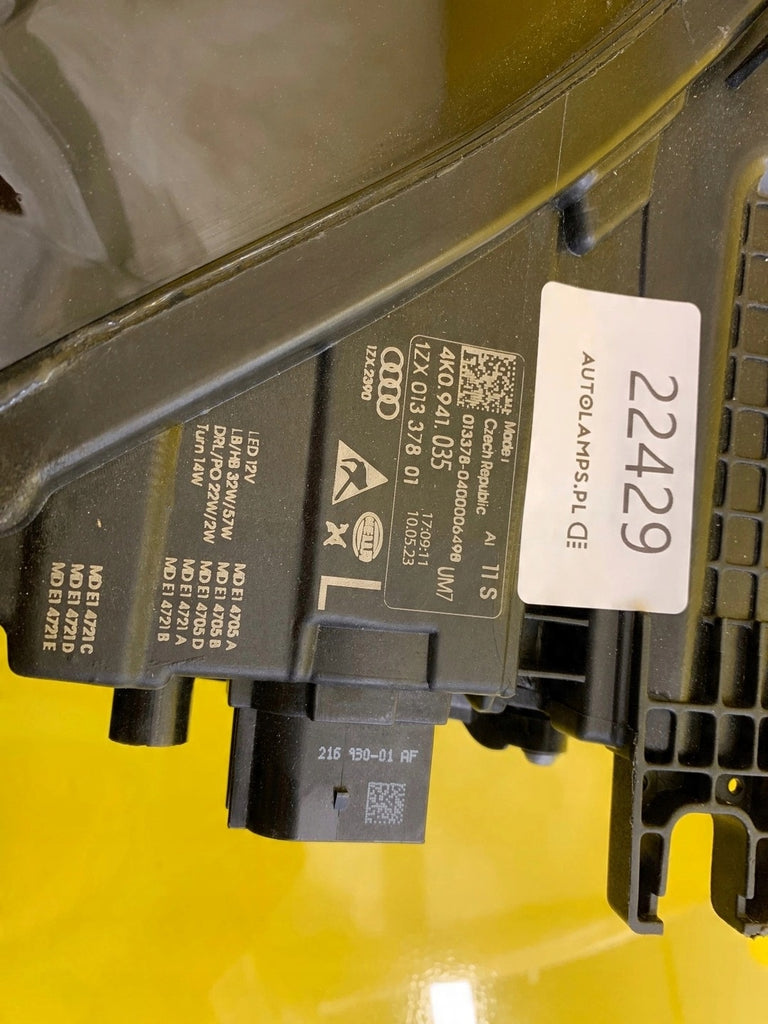 22429
AUTOLAMPS.PL
Made I
Czech Republic AI 11 S
013378-0400006498 UM7
4K0.941.035 17:09:11
1ZX 013 378 01 10.05.23
1ZX.2390
HELLA
L
LED 12V
LB/HB 32W/57W
DRL/PO 22W/2W
Turn 14W
MD E1 4705 A
MD E1 4705 B
MD E1 4705 D
MD E1 4721 A
MD E1 4721 B
MD E1 4721 C
MD E1 4721 D
MD E1 4721 E
216 930-01 AF